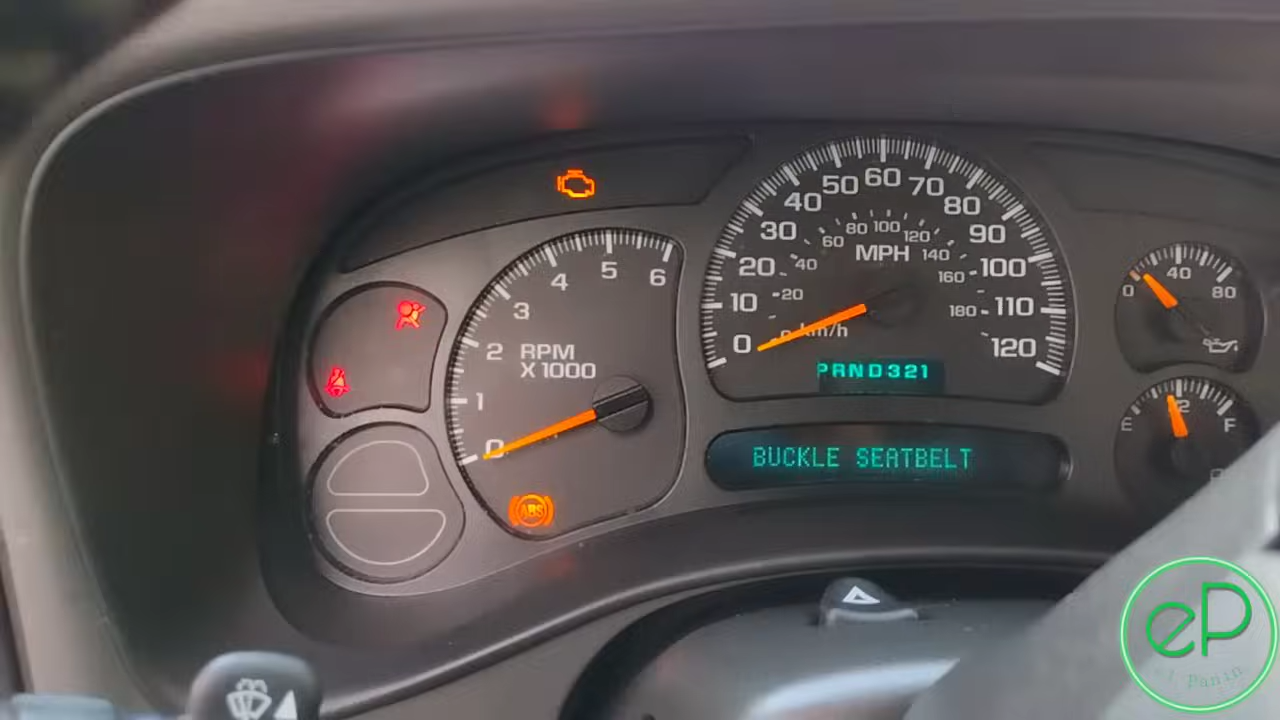 50 60 70
40 80
30 90
20 100
10 110
0 120
60 80 100 120
40 MPH 140
160
20 180
0 km/h
PRND321
BUCKLE SEATBELT
0 1 2 3 4 5 6
RPM
X 1000
ABS
0 40 80
E F
eP